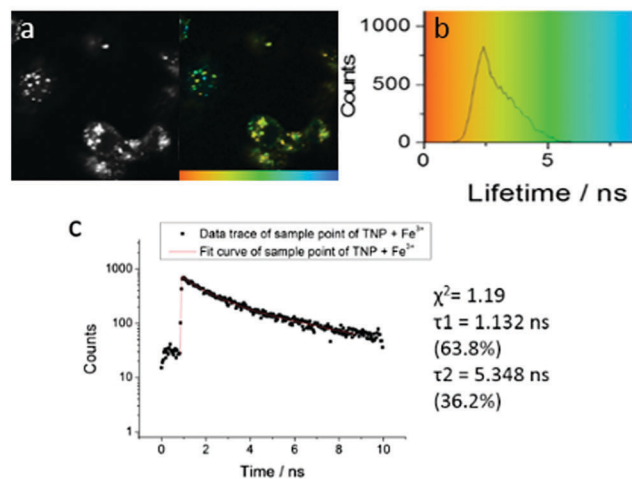 a
b
1000
500
0
Counts
0
5
Lifetime / ns
c
Data trace of sample point of TNP + Fe³⁺
Fit curve of sample point of TNP + Fe³⁺
1000
100
10
1
Counts
0 2 4 6 8 10
Time / ns
χ²= 1.19
τ1 = 1.132 ns
(63.8%)
τ2 = 5.348 ns
(36.2%)